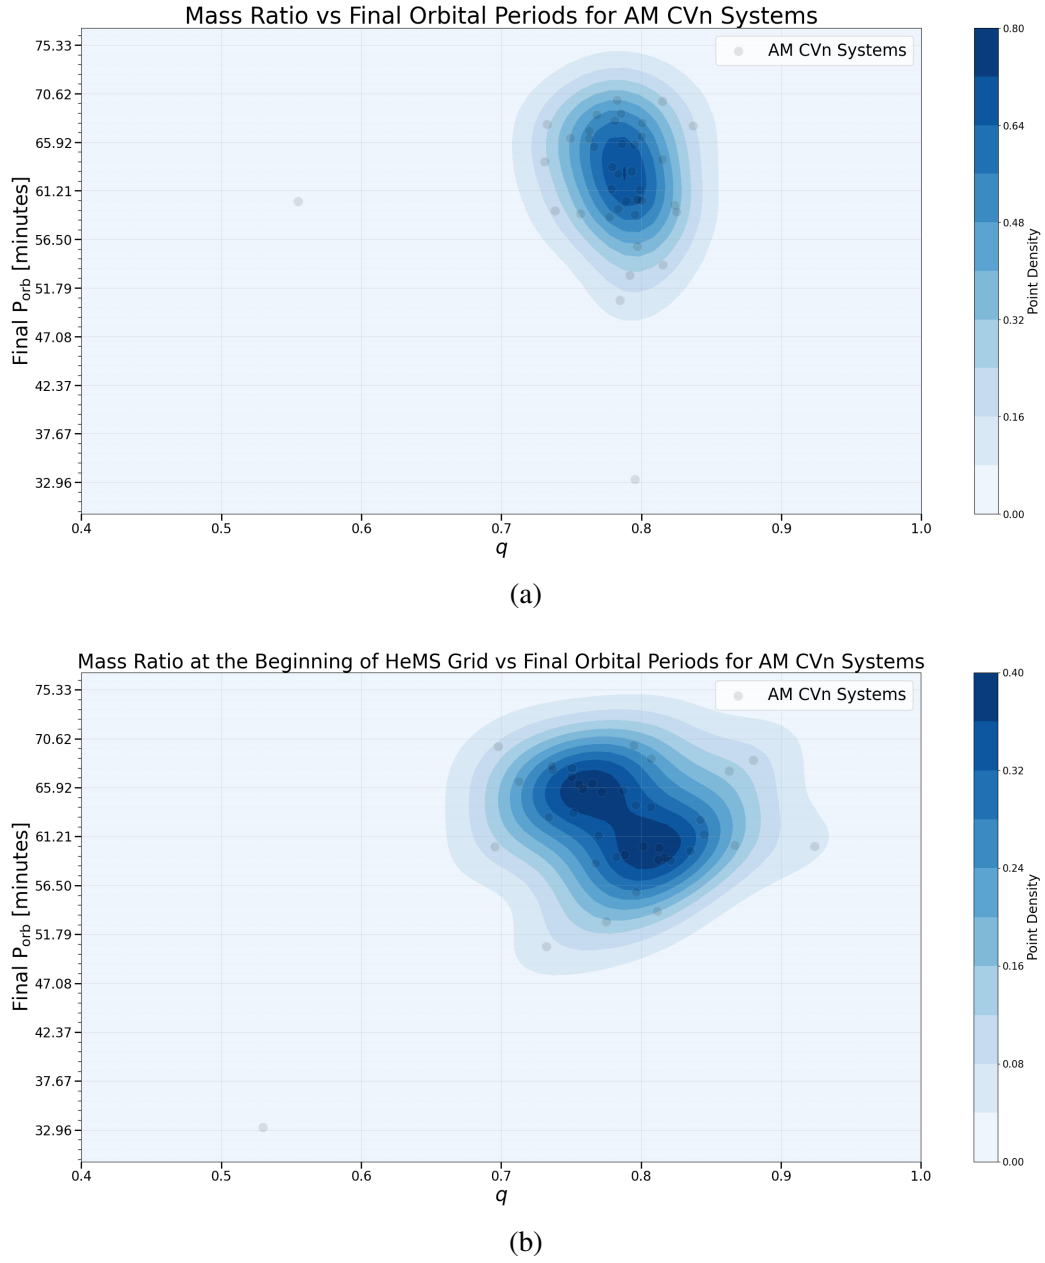 Mass Ratio vs Final Orbital Periods for AM CVn Systems
AM CVn Systems
75.33
70.62
65.92
61.21
56.50
51.79
47.08
42.37
37.67
32.96
Final Porb [minutes]
0.4 0.5 0.6 0.7 0.8 0.9 1.0
q
0.80
0.64
0.48
0.32
0.16
0.00
Point Density
(a)
Mass Ratio at the Beginning of HeMS Grid vs Final Orbital Periods for AM CVn Systems
AM CVn Systems
75.33
70.62
65.92
61.21
56.50
51.79
47.08
42.37
37.67
32.96
Final Porb [minutes]
0.4 0.5 0.6 0.7 0.8 0.9 1.0
q
0.40
0.32
0.24
0.16
0.08
0.00
Point Density
(b)